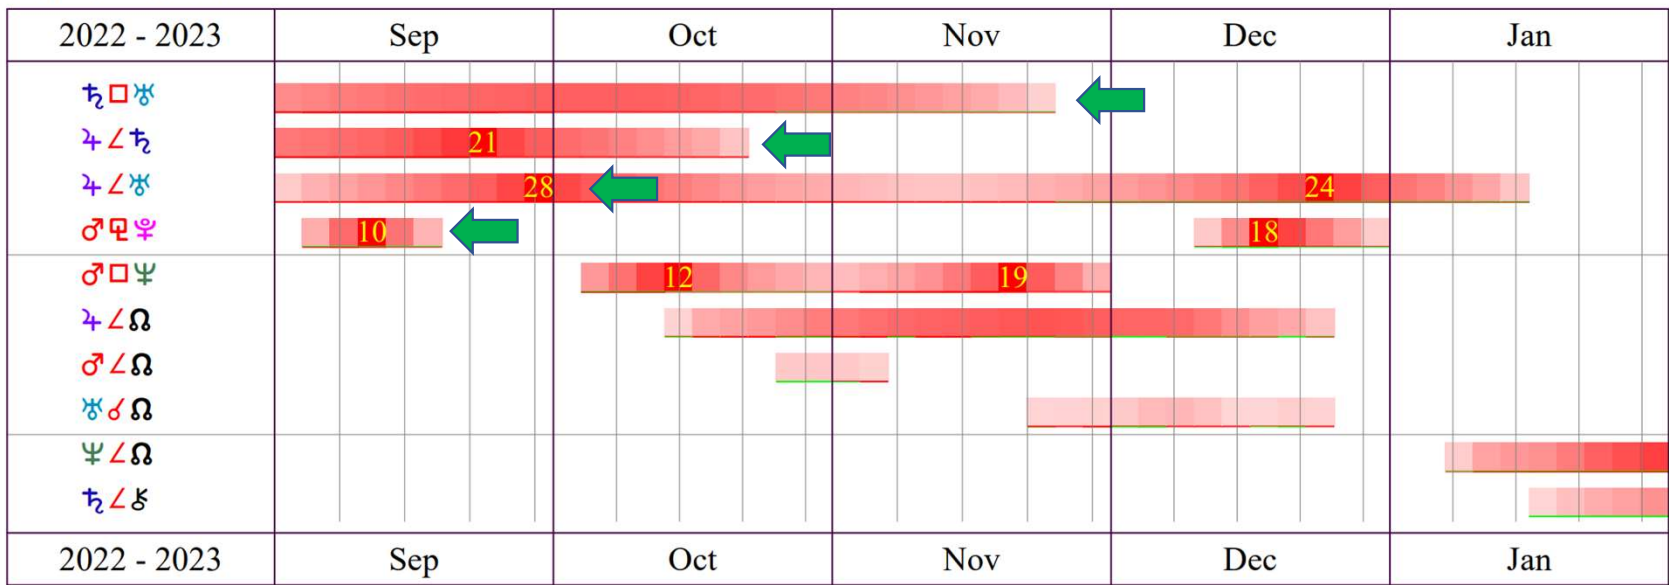 2022 - 2023 Sep Oct Nov Dec Jan
♄□♅
♃∠♄ 21
♃∠♅ 28 24
♂⚼♇ 10 18
♂□♆ 12 19
♃∠☊
♂∠☊
♅☌☊
♆∠☊
♄∠⚷
2022 - 2023 Sep Oct Nov Dec Jan